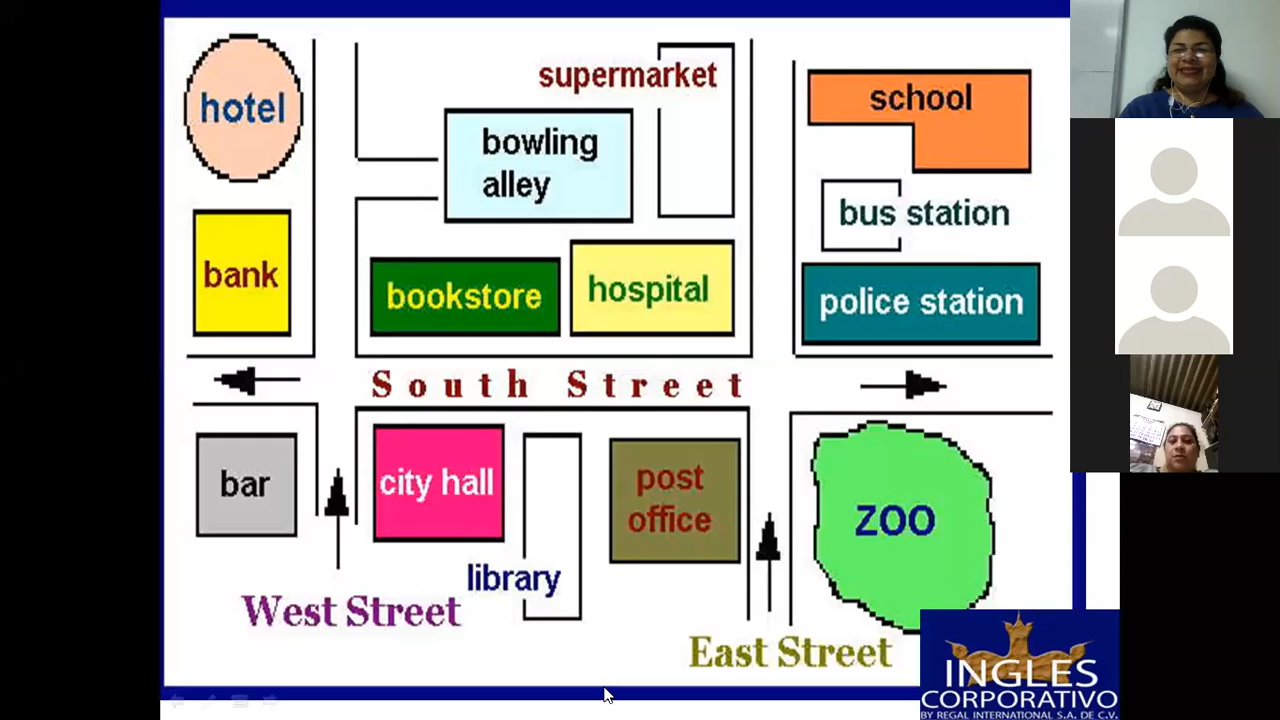 supermarket
hotel
school
bowling
alley
bus station
bank
bookstore
hospital
police station
South Street
bar
city hall
post
office
ZOO
library
West Street
East Street
INGLES
CORPORATIVO
BY REGAL INTERNATIONAL S.A. DE C.V.